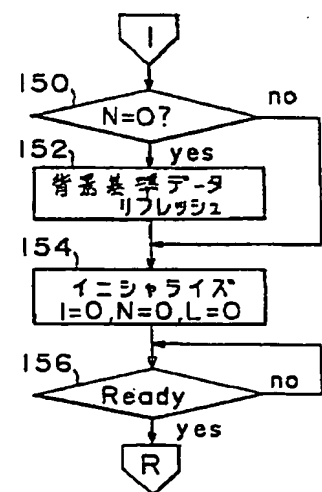 1
150
N=0?
no
152
yes
背景基準データ
リフレッシュ
154
イニシャライズ
I=0,N=0,L=0
156
Ready
no
yes
R